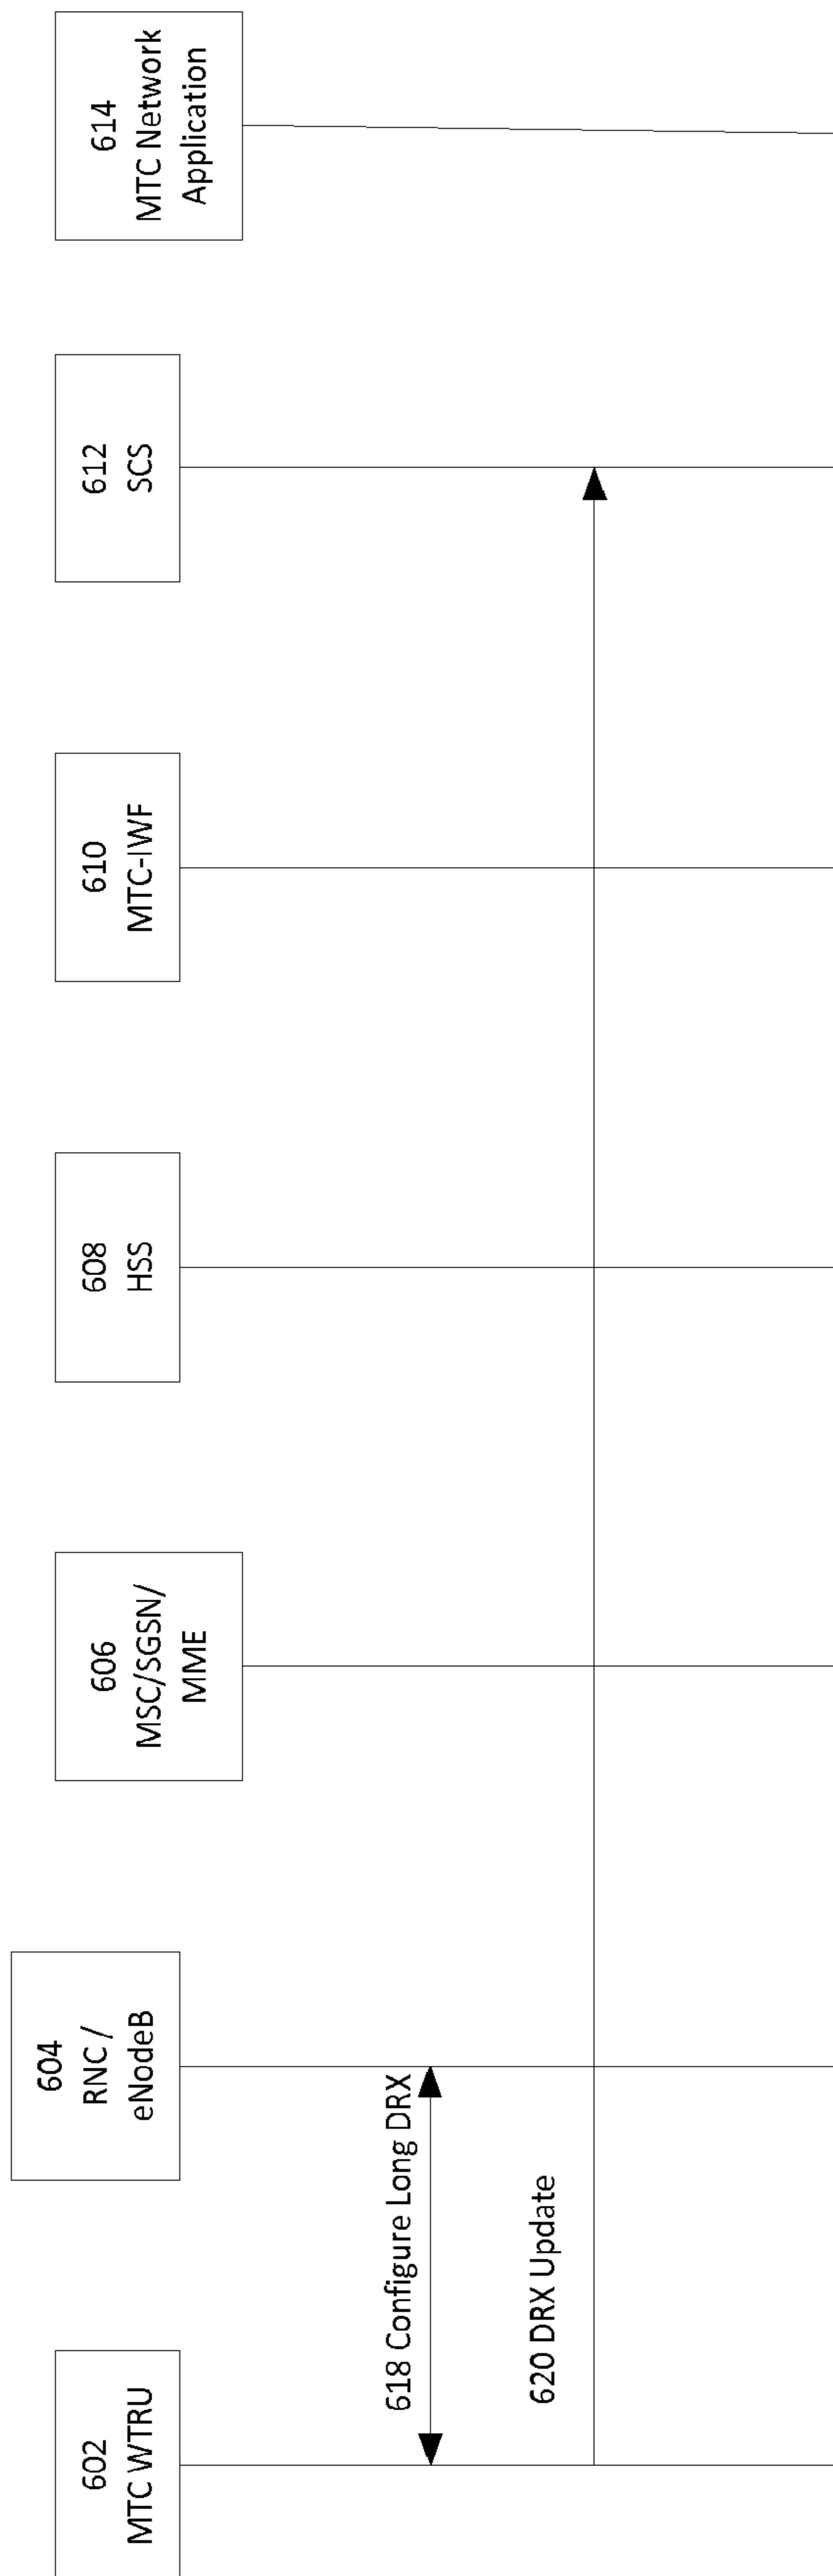 602
MTC WTRU
604
RNC /
eNodeB
606
MSC/SGSN/
MME
608
HSS
610
MTC-IWF
612
SCS
614
MTC Network
Application
618 Configure Long DRX
620 DRX Update